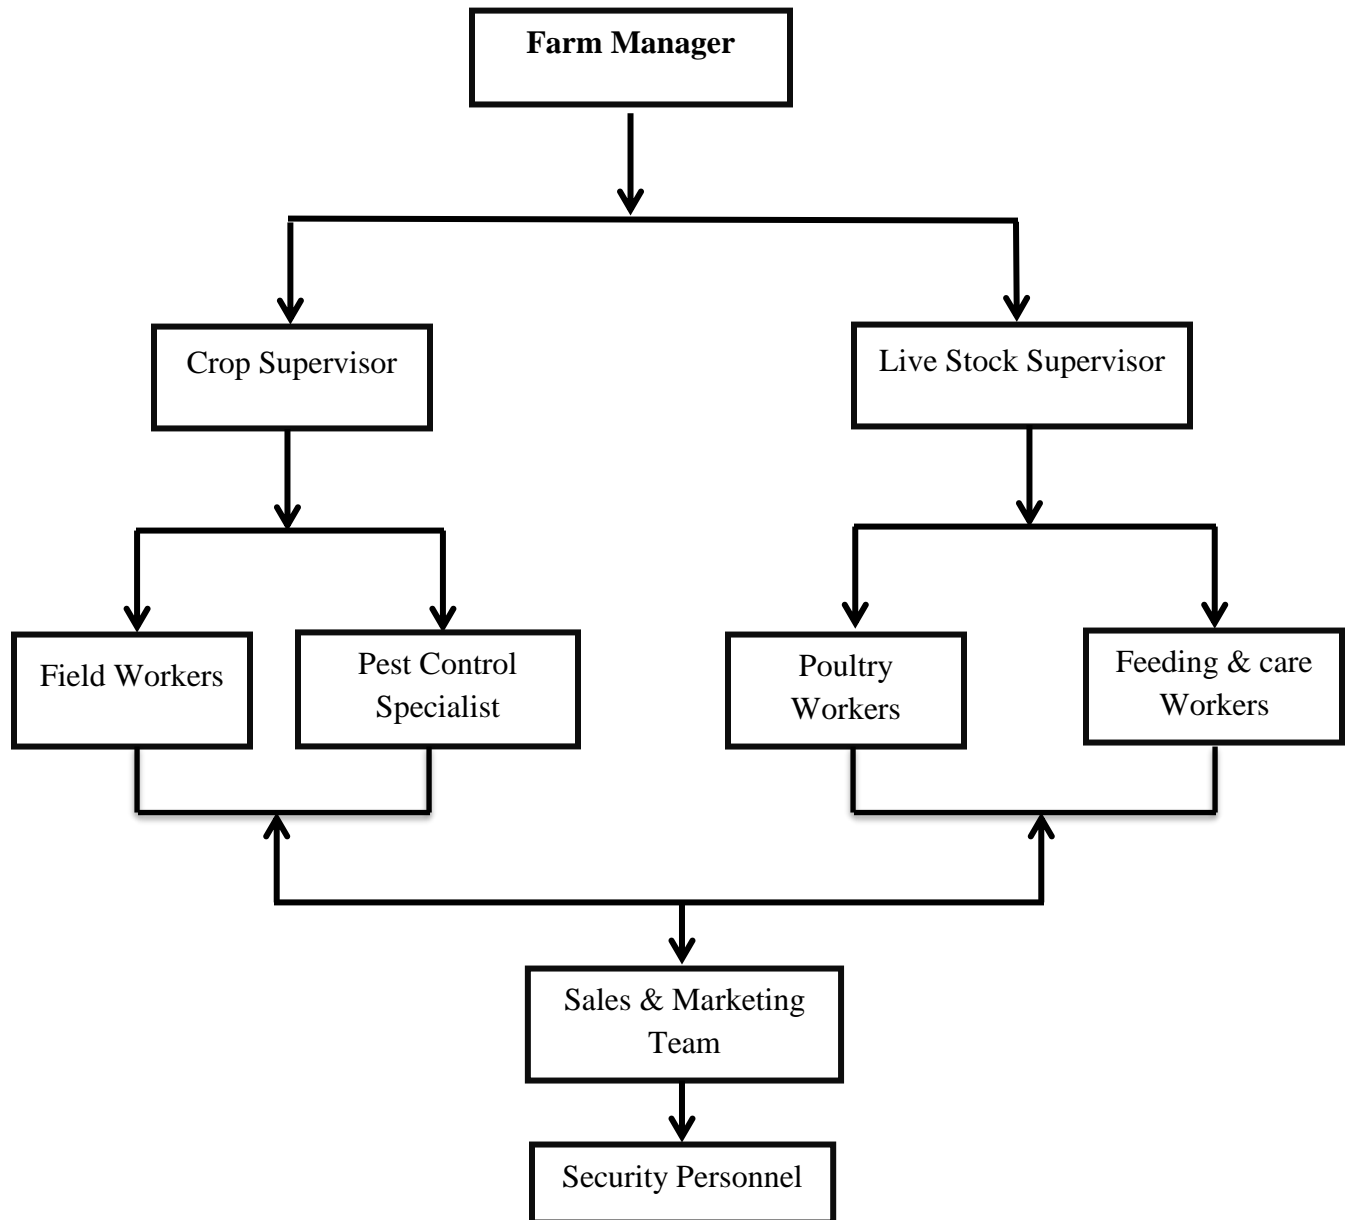 Farm Manager
Crop Supervisor
Live Stock Supervisor
Field Workers
Pest Control
Specialist
Poultry
Workers
Feeding & care
Workers
Sales & Marketing
Team
Security Personnel